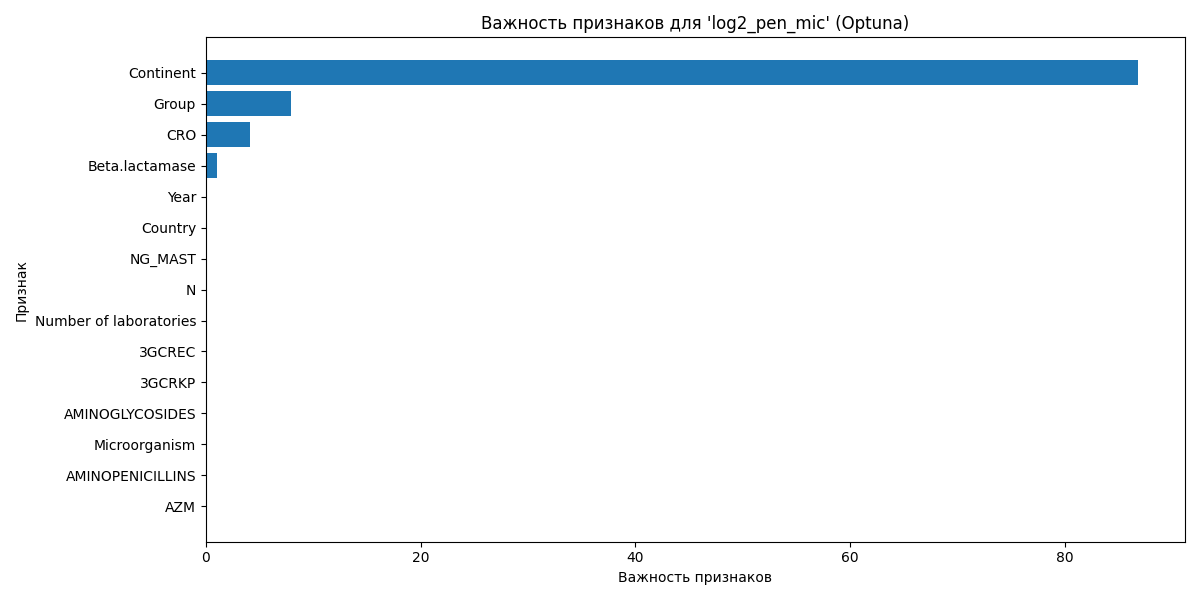 Важность признаков для 'log2_pen_mic' (Optuna)
Continent
Group
CRO
Beta.lactamase
Year
Country
NG_MAST
N
Number of laboratories
3GCREC
3GCRKP
AMINOGLYCOSIDES
Microorganism
AMINOPENICILLINS
AZM
Признак
0 20 40 60 80
Важность признаков